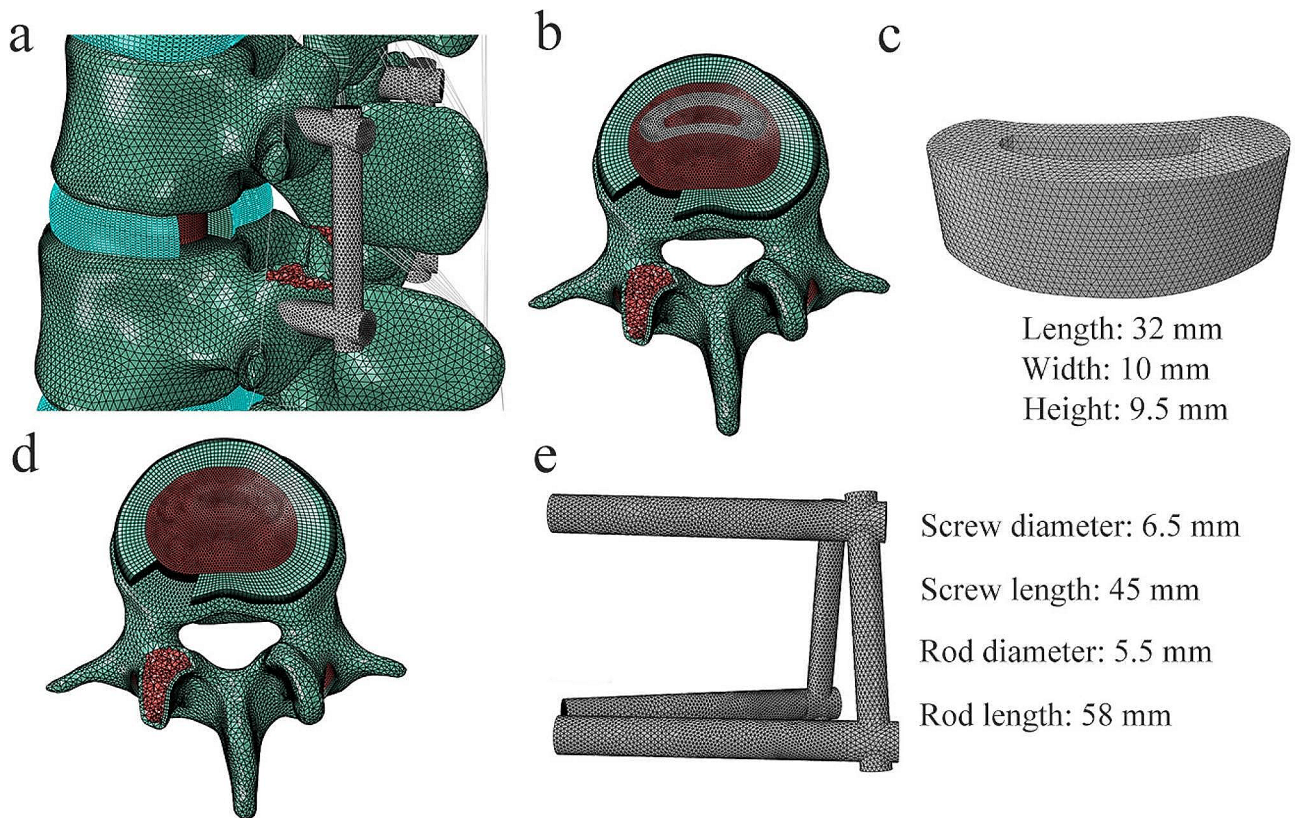 a
b
c
Length: 32 mm
Width: 10 mm
Height: 9.5 mm
d
e
Screw diameter: 6.5 mm
Screw length: 45 mm
Rod diameter: 5.5 mm
Rod length: 58 mm